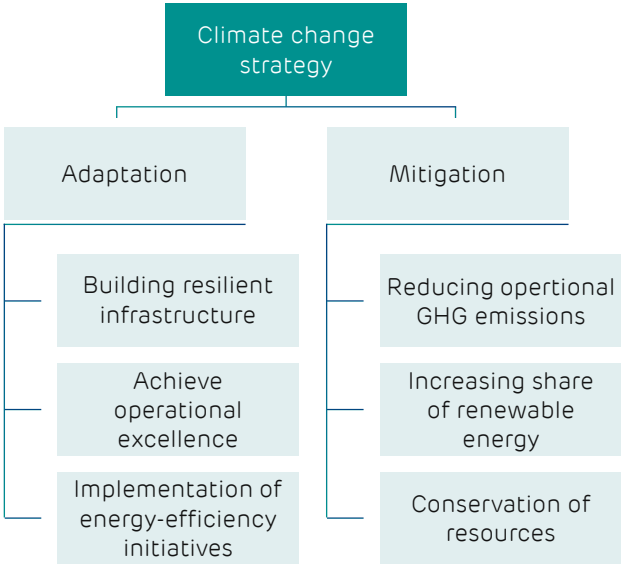 Climate change
strategy
Adaptation
Mitigation
Building resilient
infrastructure
Achieve
operational
excellence
Implementation of
energy-efficiency
initiatives
Reducing opertional
GHG emissions
Increasing share
of renewable
energy
Conservation of
resources